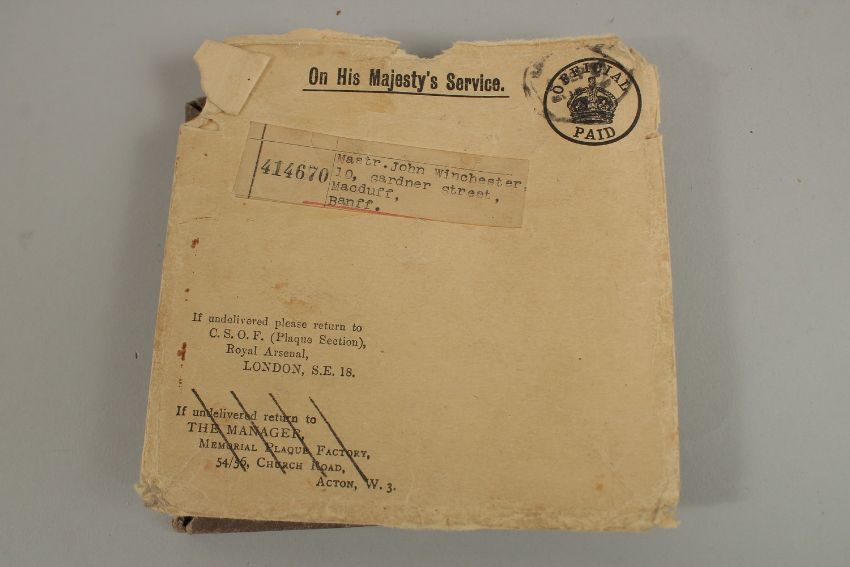 On His Majesty's Service.
OFFICIAL
PAID
414670
Mastr. John Winchester,
10, Gardner Street,
Macduff,
Banff.
If undelivered please return to
C. S. O. F. (Plaque Section),
Royal Arsenal,
LONDON, S.E. 18.
If undelivered return to
THE MANAGER,
MEMORIAL PLAQUE FACTORY,
54/56, CHURCH ROAD,
ACTON, W. 3.